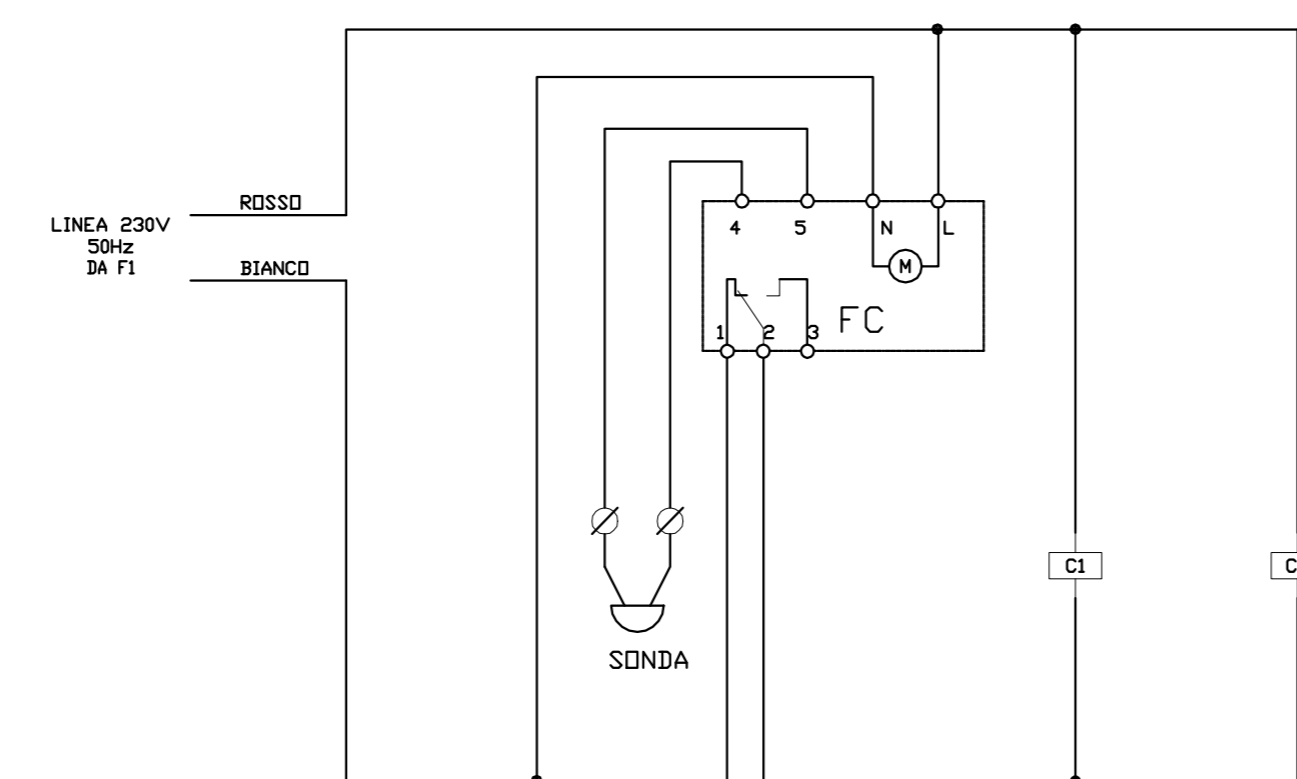 ROSSO
LINEA 230V
50Hz
DA F1
BIANCO
4 5 N L
M
1 2 3
FC
C1
C
SONDA